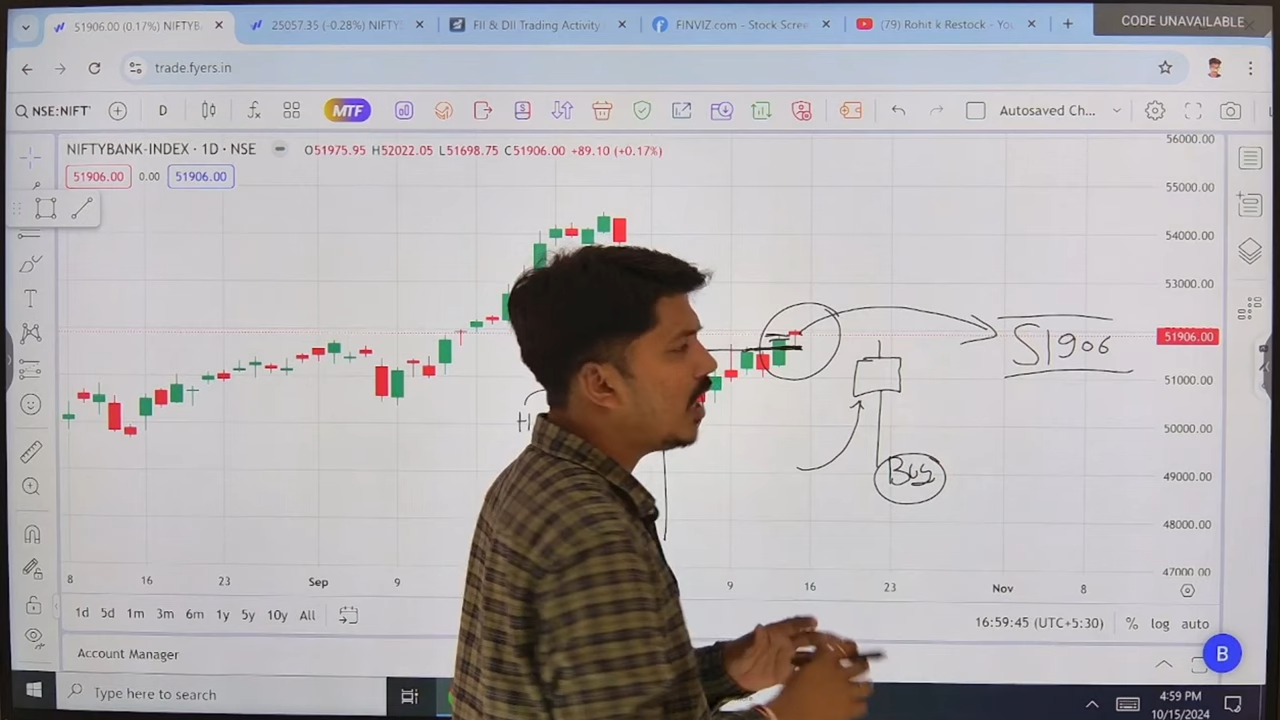 51906.00 (0.17%) NIFTYB
25057.35 (-0.28%) NIFTY
FII & DII Trading Activity
FINVIZ.com - Stock Scree
(79) Rohit k Restock - You
CODE UNAVAILABLE
trade.fyers.in
NSE:NIFT
D
MTF
Autosaved Ch...
NIFTYBANK-INDEX · 1D · NSE
O51975.95 H52022.05 L51698.75 C51906.00 +89.10 (+0.17%)
51906.00 0.00 51906.00
56000.00
55000.00
54000.00
53000.00
51906.00
51906
51000.00
50000.00
49000.00
48000.00
47000.00
8 16 23 Sep 9 9 16 23 Nov 8
1d 5d 1m 3m 6m 1y 5y 10y All
16:59:45 (UTC+5:30) % log auto
Account Manager
B
Type here to search
4:59 PM
10/15/2024